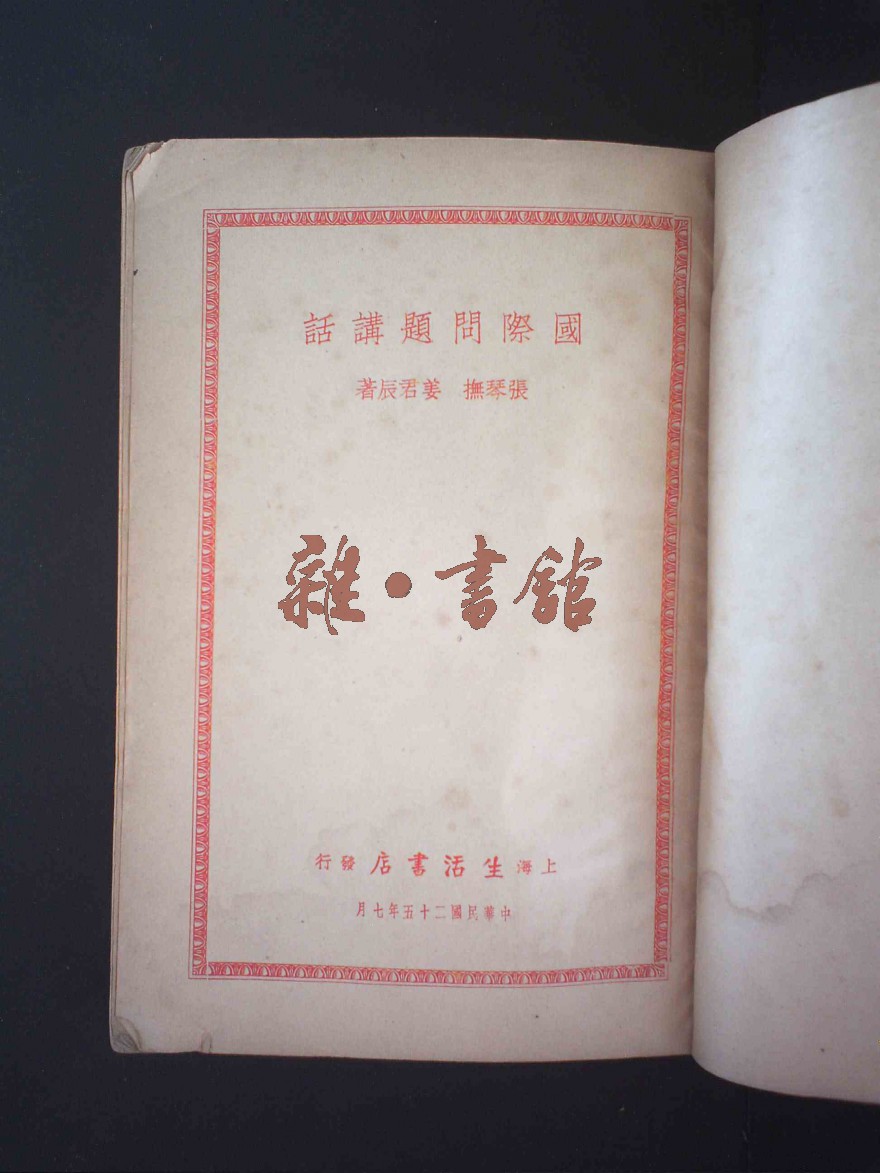 國際問題講話
張琴撫 姜君辰著
雜·書館
上海生活書店發行
中華民國二十五年七月